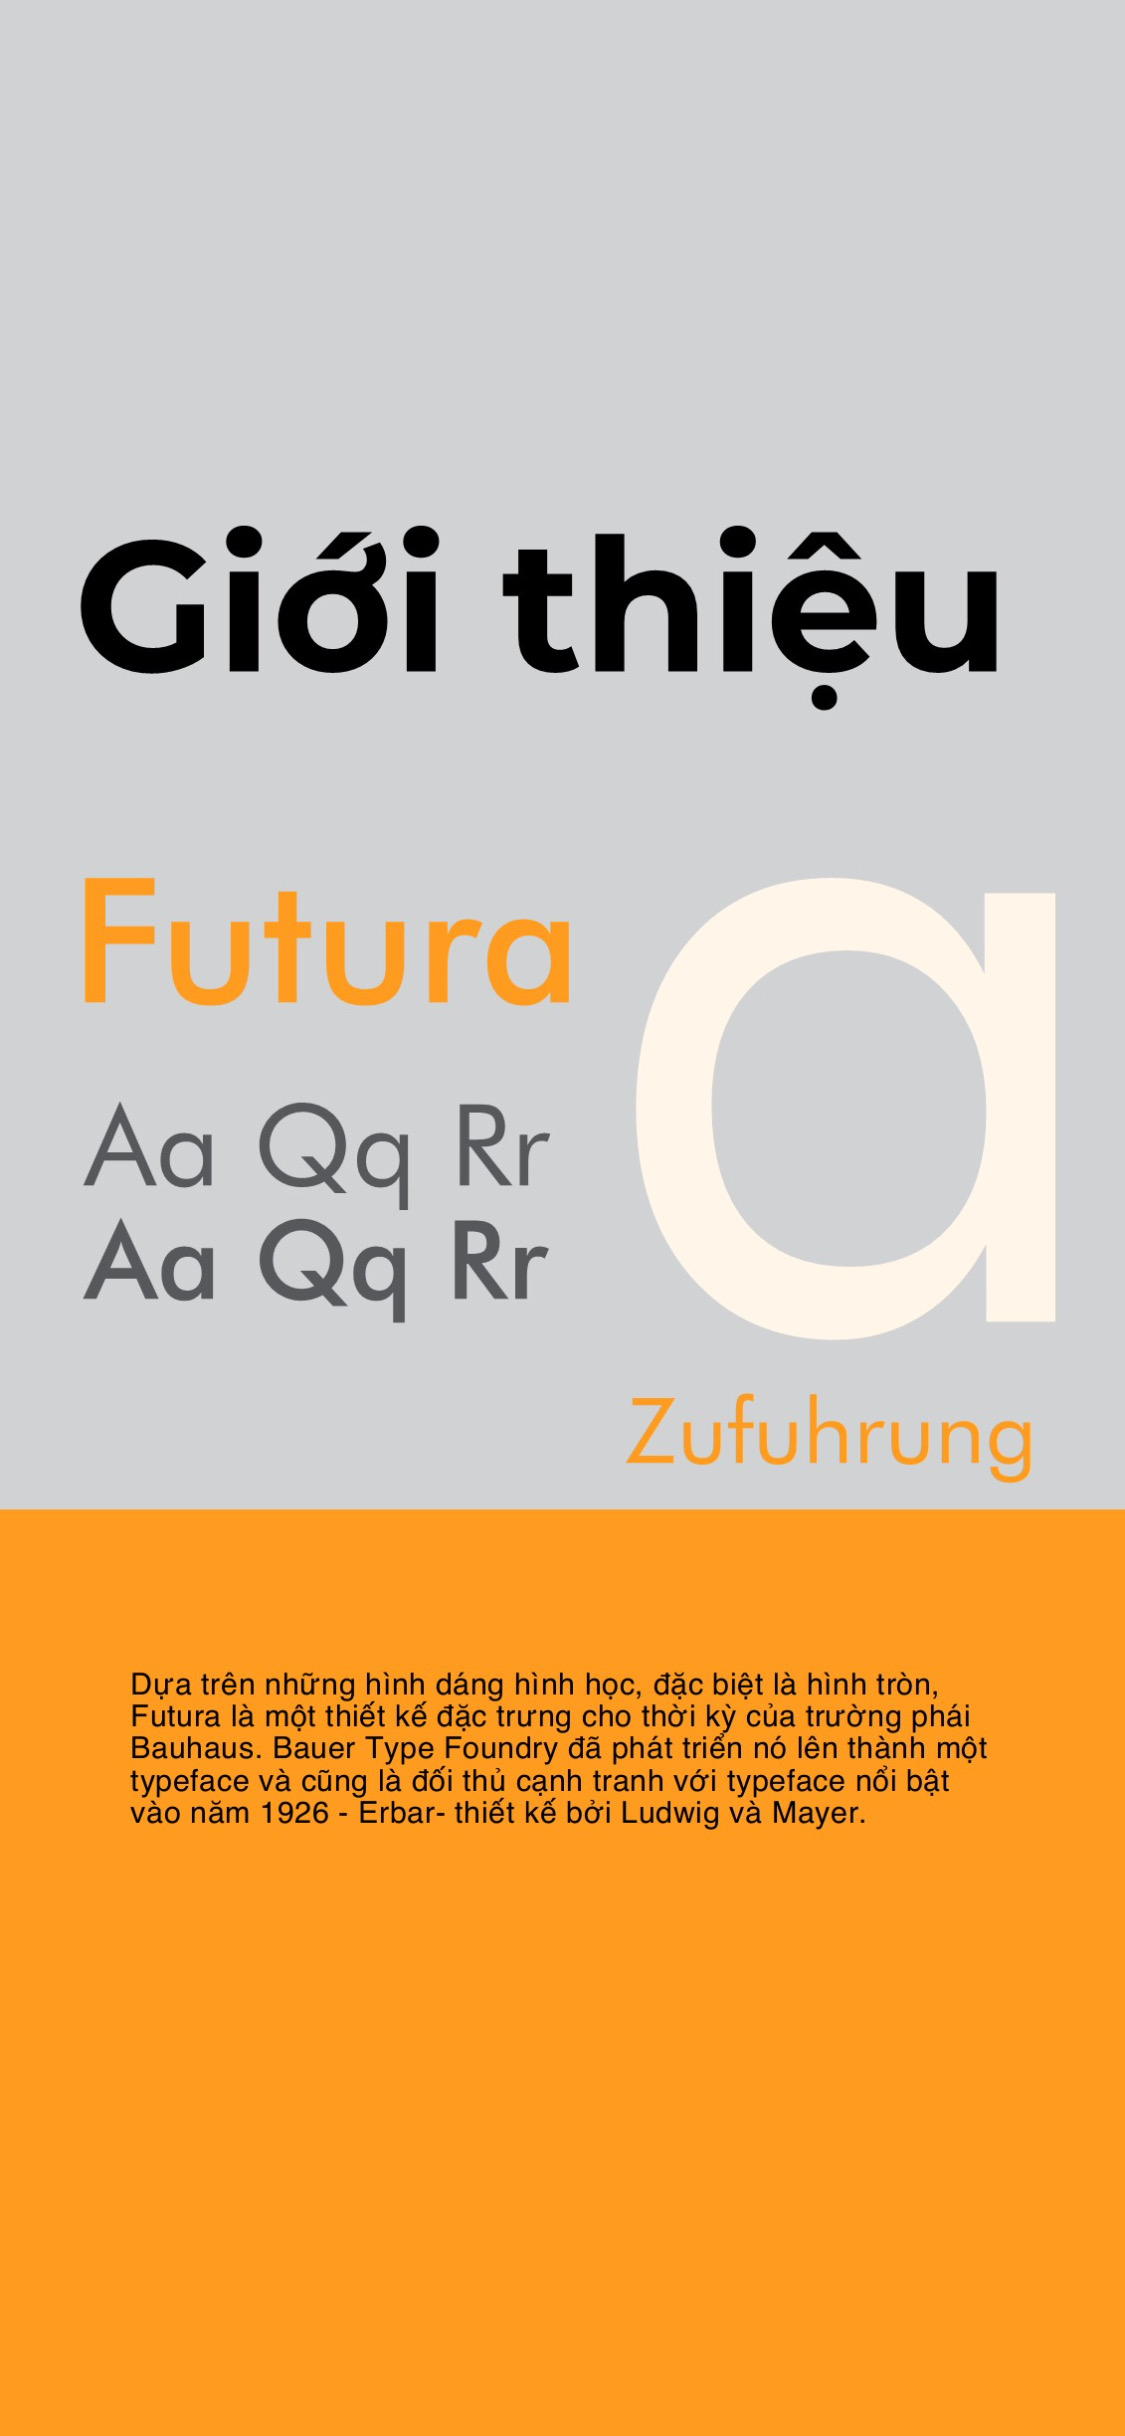 Giới thiệu
Futura
a
Aa Qq Rr
Aa Qq Rr
Zufuhrung
Dựa trên những hình dáng hình học, đặc biệt là hình tròn,
Futura là một thiết kế đặc trưng cho thời kỳ của trường phái
Bauhaus. Bauer Type Foundry đã phát triển nó lên thành một
typeface và cũng là đối thủ cạnh tranh với typeface nổi bật
vào năm 1926 - Erbar- thiết kế bởi Ludwig và Mayer.